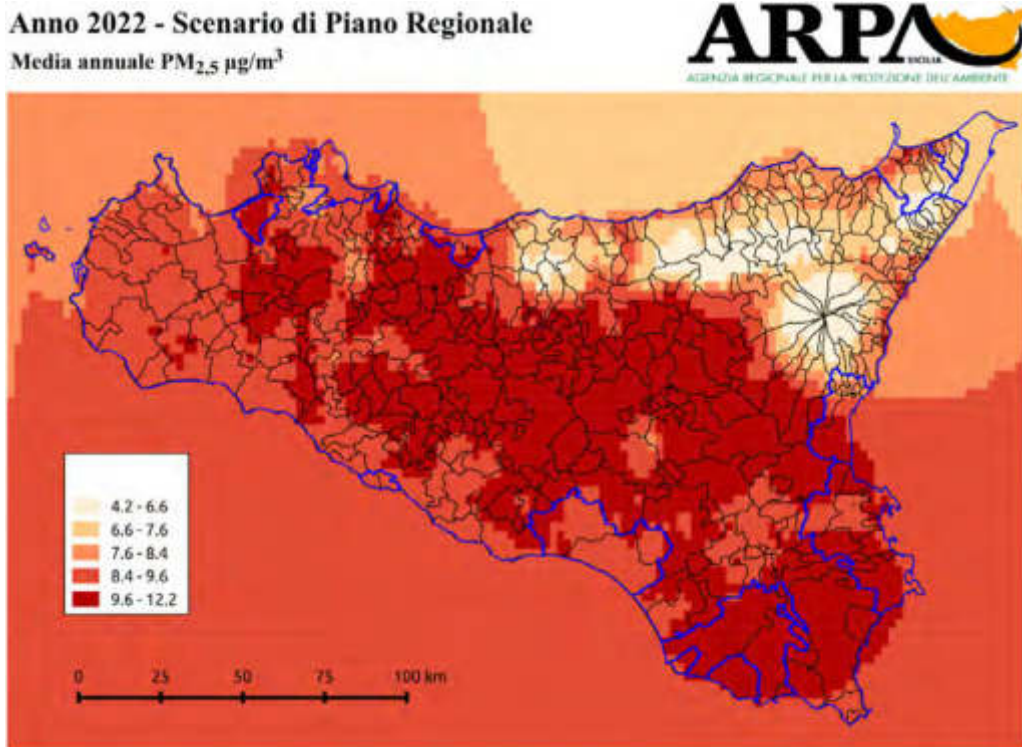 Anno 2022 - Scenario di Piano Regionale
Media annuale PM2,5 µg/m³
ARPA
SICILIA
AGENZIA REGIONALE PER LA PROTEZIONE DELL'AMBIENTE
4.2 - 6.6
6.6 - 7.6
7.6 - 8.4
8.4 - 9.6
9.6 - 12.2
0 25 50 75 100 km